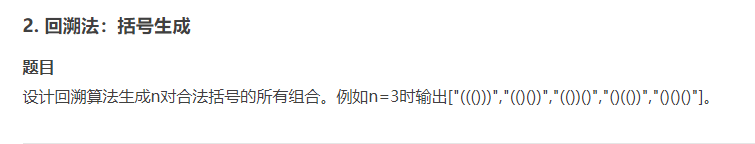 2. 回溯法：括号生成
题目
设计回溯算法生成n对合法括号的所有组合。例如n=3时输出["((()))","(()())","(())()","()(())","()()()"]。